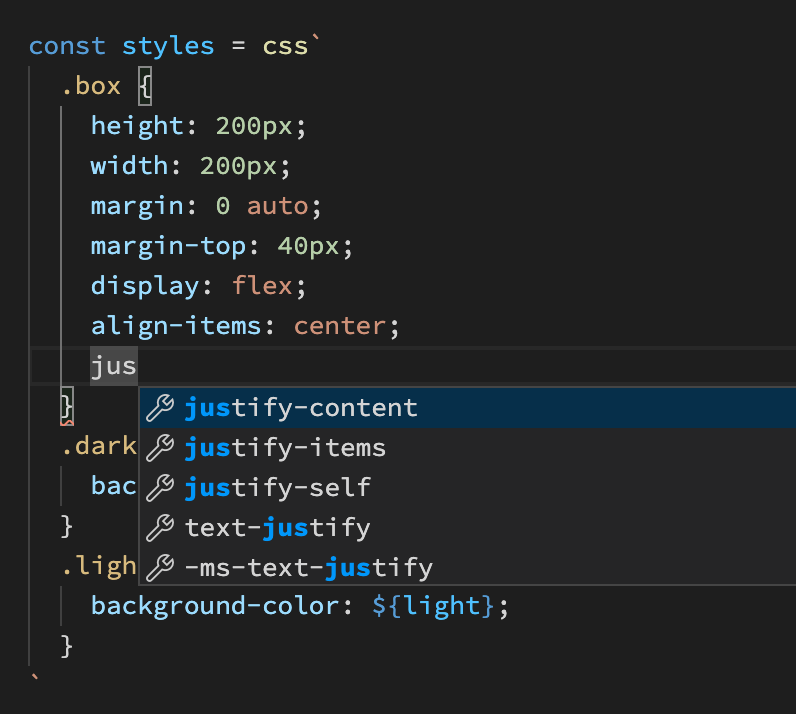 const styles = css`
.box {
height: 200px;
width: 200px;
margin: 0 auto;
margin-top: 40px;
display: flex;
align-items: center;
jus
}
justify-content
.dark
justify-items
bac
justify-self
}
text-justify
.ligh
-ms-text-justify
background-color: ${light};
}
`